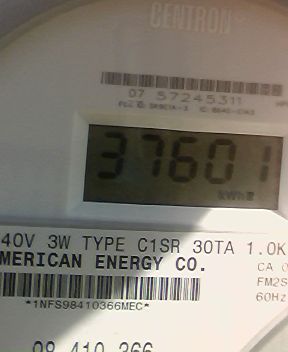 CENTRON
07 57245311
37601
kWh
40V 3W TYPE C1SR 30TA 1.0K
MERICAN ENERGY CO.
CA 0
FM2S
60Hz
*1NFS98410366MEC*
98 410 366